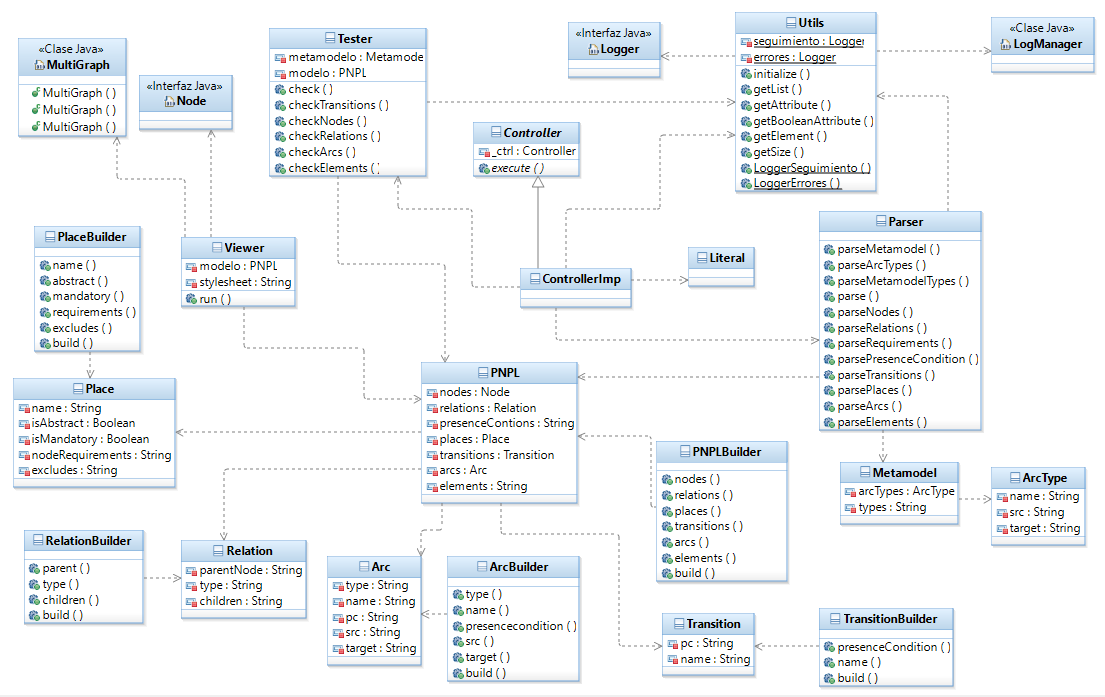 «Clase Java»
MultiGraph
MultiGraph ( )
MultiGraph ( )
MultiGraph ( )
«Interfaz Java»
Node
Tester
metamodelo : Metamode
modelo : PNPL
check ( )
checkTransitions ( )
checkNodes ( )
checkRelations ( )
checkArcs ( )
checkElements ( )
«Interfaz Java»
Logger
Utils
seguimiento : Logger
errores : Logger
initialize ( )
getList ( )
getAttribute ( )
getBooleanAttribute ( )
getElement ( )
getSize ( )
LoggerSeguimiento ( )
LoggerErrores ( )
«Clase Java»
LogManager
Controller
_ctrl : Controller
execute ( )
PlaceBuilder
name ( )
abstract ( )
mandatory ( )
requirements ( )
excludes ( )
build ( )
Viewer
modelo : PNPL
stylesheet : String
run ( )
ControllerImp
Literal
Parser
parseMetamodel ( )
parseArcTypes ( )
parseMetamodelTypes ( )
parse ( )
parseNodes ( )
parseRelations ( )
parseRequirements ( )
parsePresenceCondition ( )
parseTransitions ( )
parsePlaces ( )
parseArcs ( )
parseElements ( )
Place
name : String
isAbstract : Boolean
isMandatory : Boolean
nodeRequirements : String
excludes : String
PNPL
nodes : Node
relations : Relation
presenceContions : String
places : Place
transitions : Transition
arcs : Arc
elements : String
PNPLBuilder
nodes ( )
relations ( )
places ( )
transitions ( )
arcs ( )
elements ( )
build ( )
Metamodel
arcTypes : ArcType
types : String
ArcType
name : String
src : String
target : String
RelationBuilder
parent ( )
type ( )
children ( )
build ( )
Relation
parentNode : String
type : String
children : String
Arc
type : String
name : String
pc : String
src : String
target : String
ArcBuilder
type ( )
name ( )
presencecondition ( )
src ( )
target ( )
build ( )
Transition
pc : String
name : String
TransitionBuilder
presenceCondition ( )
name ( )
build ( )